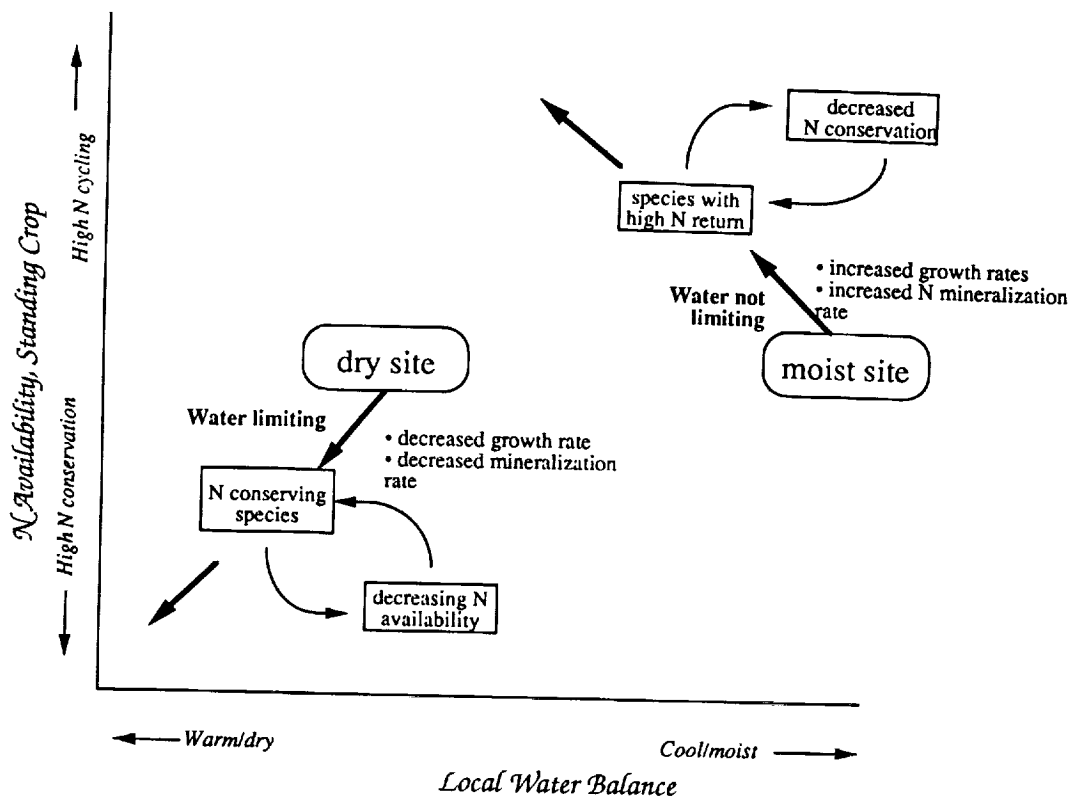 decreased
N conservation
species with
high N return
• increased growth rates
• increased N mineralization
rate
Water not
limiting
moist site
dry site
Water limiting
• decreased growth rate
• decreased mineralization
rate
N conserving
species
decreasing N
availability
N Availability, Standing Crop
High N cycling
High N conservation
Warm/dry
Cool/moist
Local Water Balance